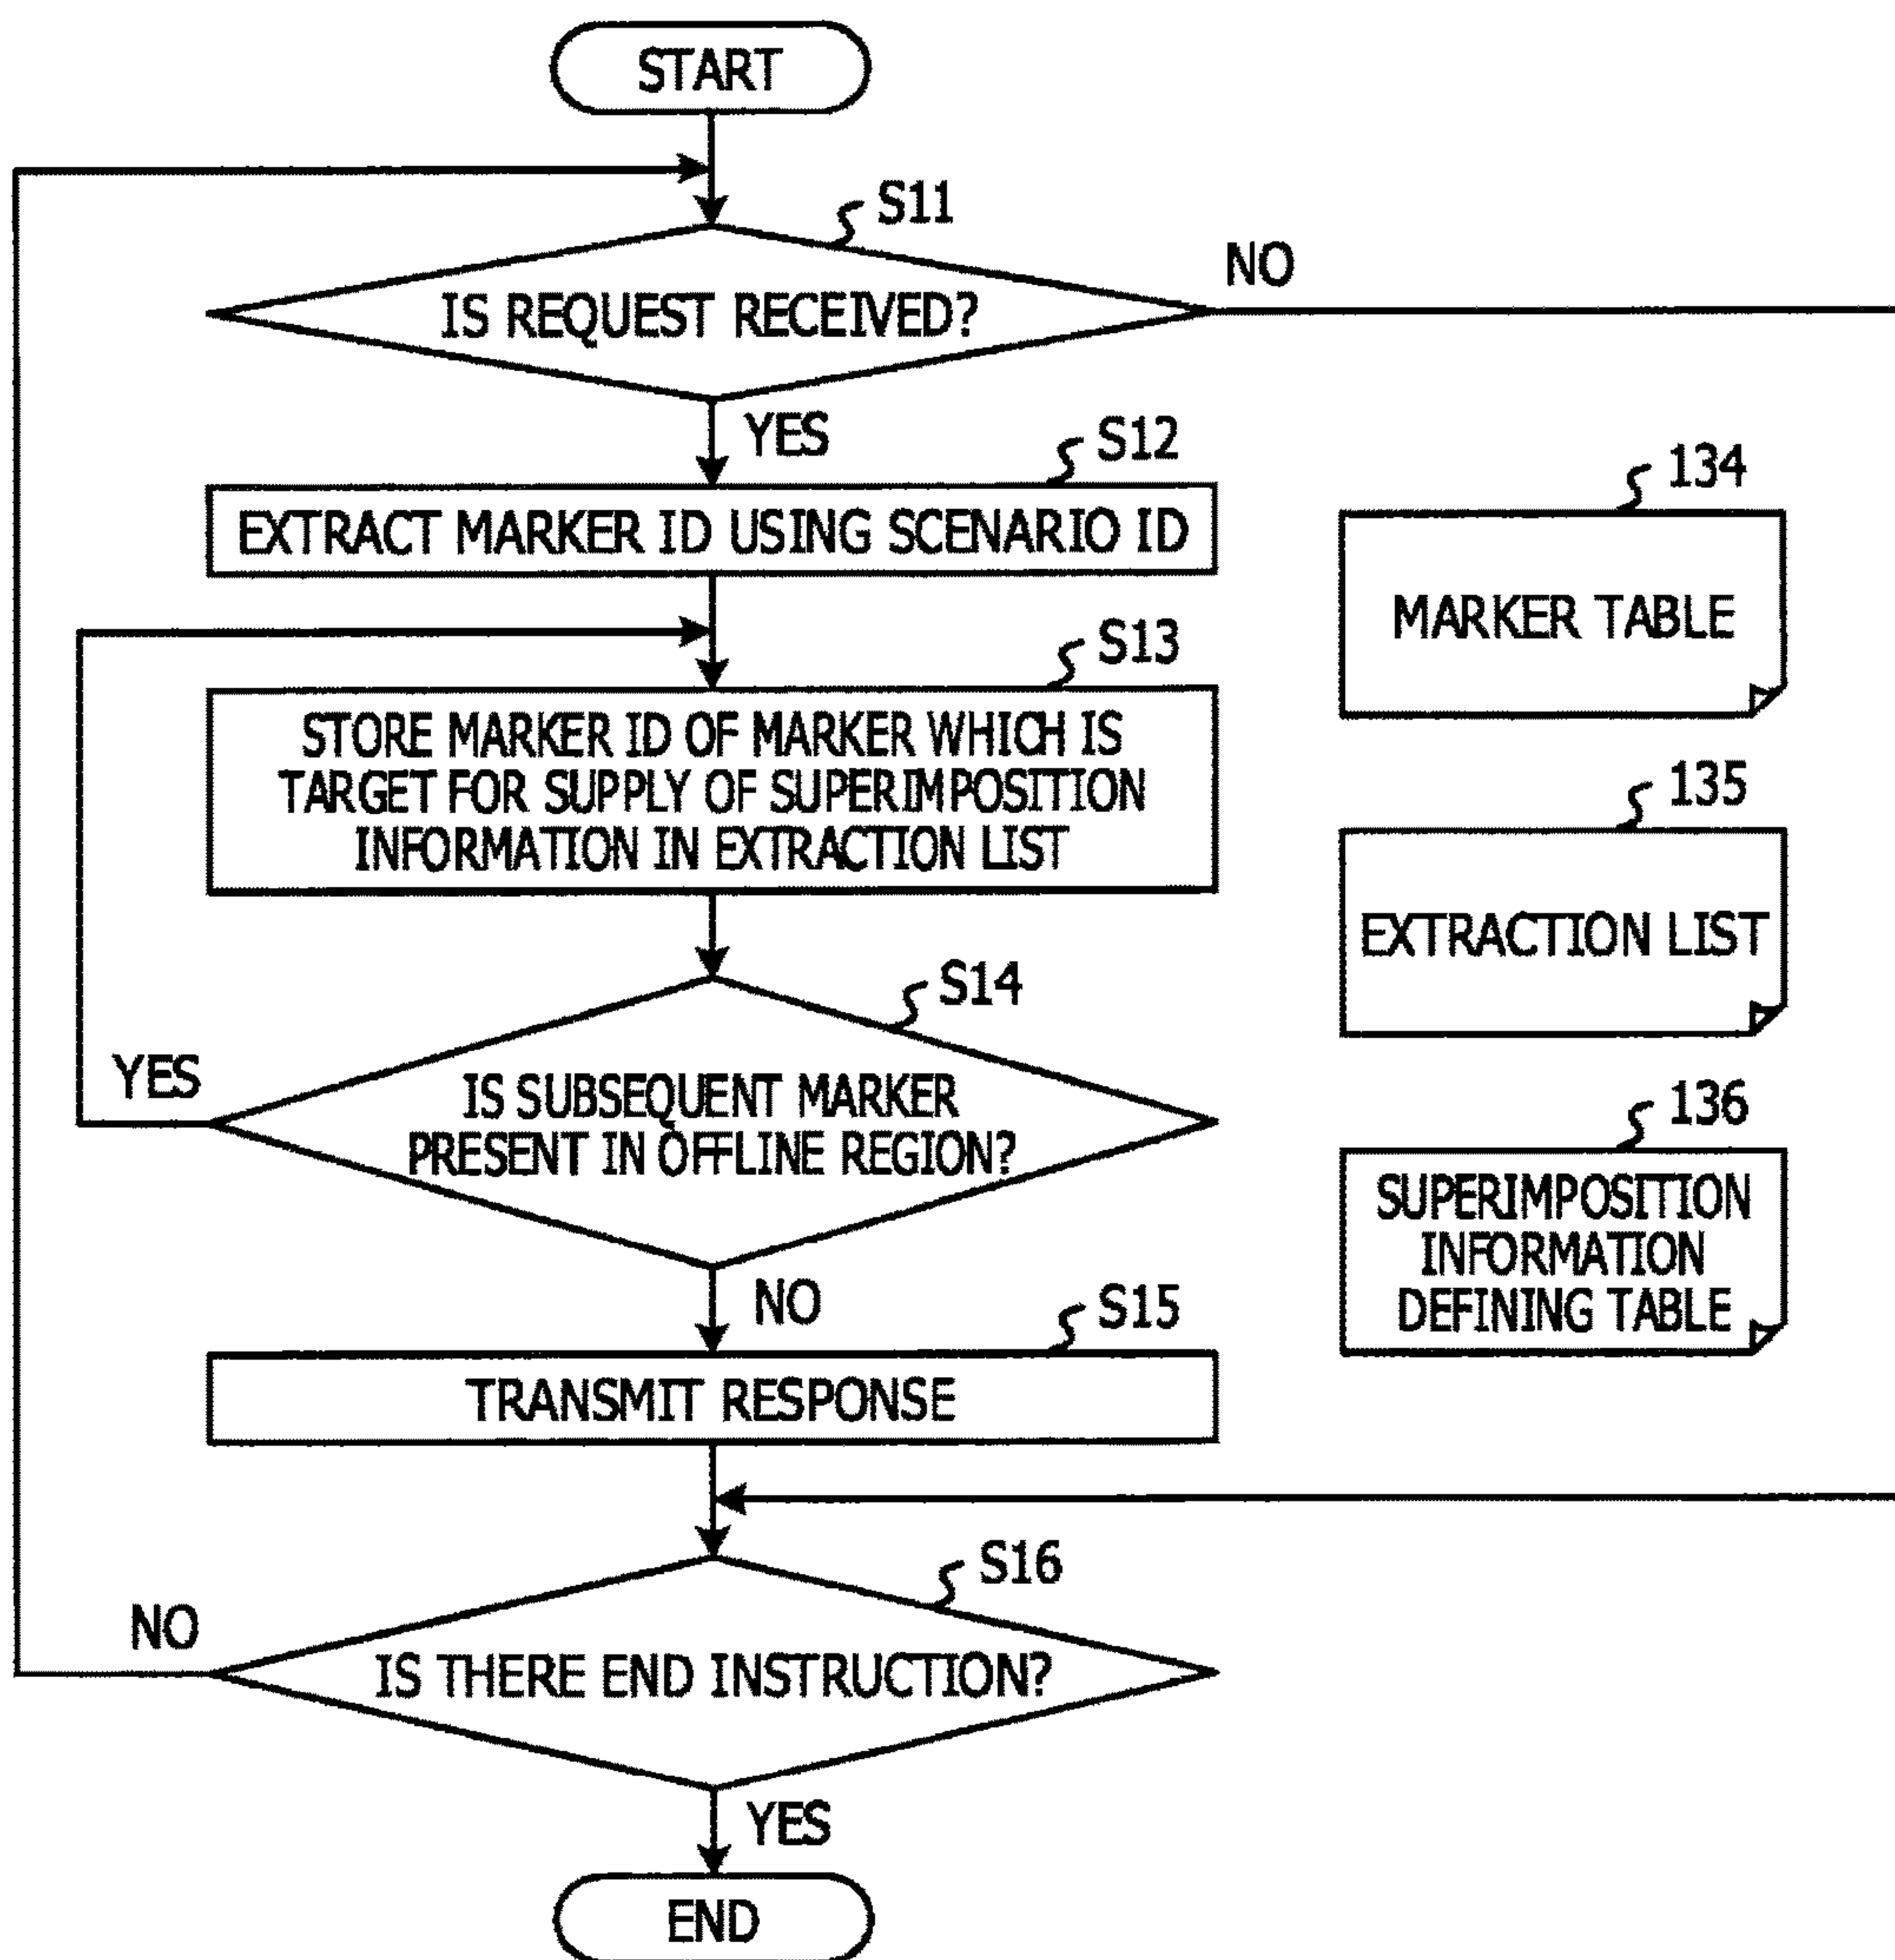 START
S11
IS REQUEST RECEIVED?
NO
YES
S12
EXTRACT MARKER ID USING SCENARIO ID
S13
STORE MARKER ID OF MARKER WHICH IS
TARGET FOR SUPPLY OF SUPERIMPOSITION
INFORMATION IN EXTRACTION LIST
S14
IS SUBSEQUENT MARKER
PRESENT IN OFFLINE REGION?
YES
NO
S15
TRANSMIT RESPONSE
S16
IS THERE END INSTRUCTION?
NO
YES
END
134
MARKER TABLE
135
EXTRACTION LIST
136
SUPERIMPOSITION
INFORMATION
DEFINING TABLE